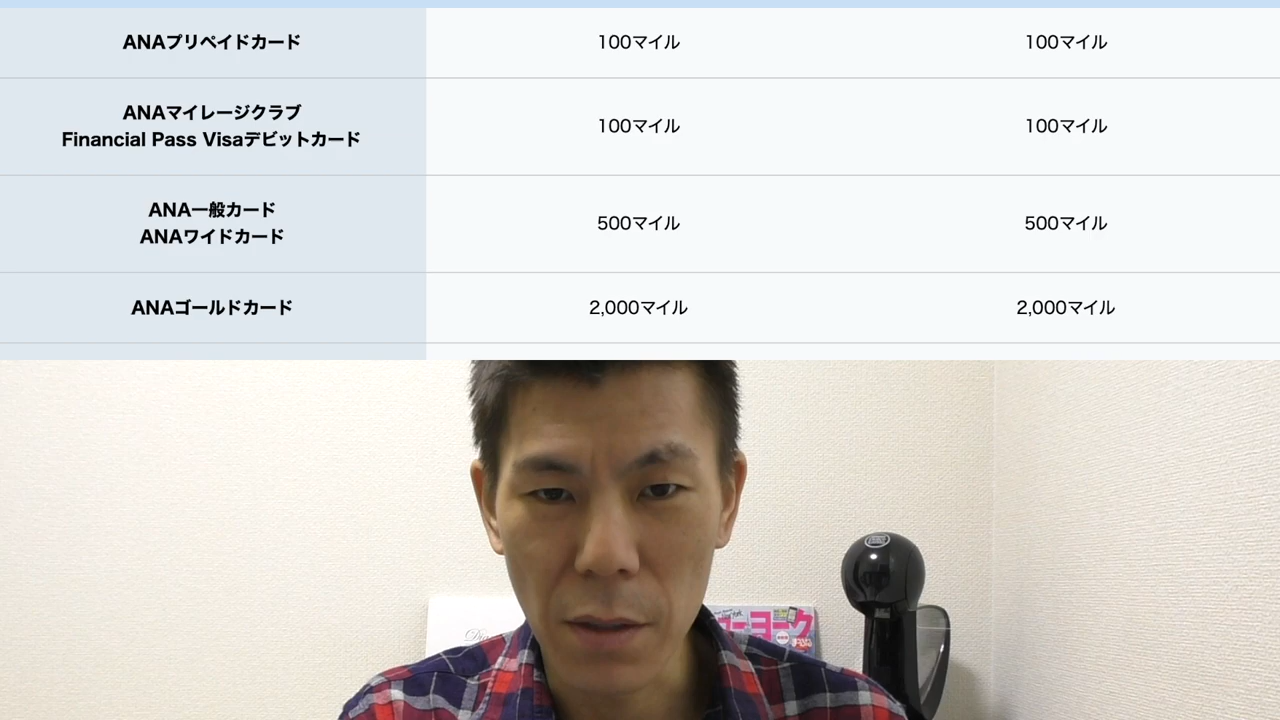 ANAプリペイドカード 100マイル 100マイル
ANAマイレージクラブ
Financial Pass Visaデビットカード 100マイル 100マイル
ANA一般カード
ANAワイドカード 500マイル 500マイル
ANAゴールドカード 2,000マイル 2,000マイル
ーヨーク